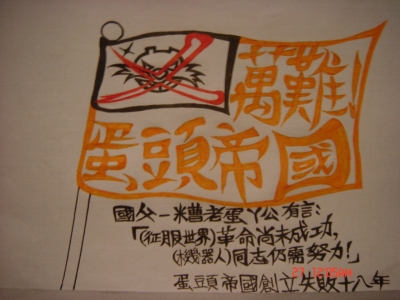 萬難!
蛋頭帝國
國父-糟老蛋丫公有言:
「(征服世界)革命尚未成功,
(機器人)同志仍需努力!」
蛋頭帝國創立失敗十八年